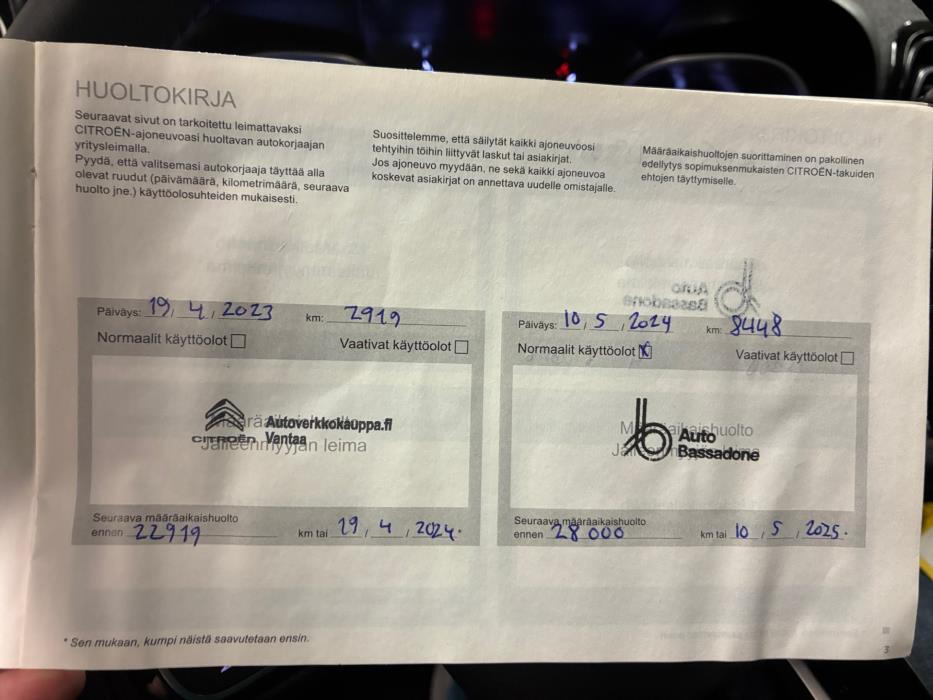 HUOLTOKIRJA
Seuraavat sivut on tarkoitettu leimattavaksi
CITROËN-ajoneuvoasi huoltavan autokorjaajan
yritysleimalla.
Pyydä, että valitsemasi autokorjaaja täyttää alla
olevat ruudut (päivämäärä, kilometrimäärä, seuraava
huolto jne.) käyttöolosuhteiden mukaisesti.
Suosittelemme, että säilytät kaikki ajoneuvoosi
tehtyihin töihin liittyvät laskut tai asiakirjat.
Jos ajoneuvo myydään, ne sekä kaikki ajoneuvoa
koskevat asiakirjat on annettava uudelle omistajalle.
Määräaikaishuoltojen suorittaminen on pakollinen
edellytys sopimuksenmukaisten CITROËN-takuiden
ehtojen täyttymiselle.
Päiväys: 19, 4, 2023 km: 2919
Normaalit käyttöolot Vaativat käyttöolot
Autoverkkokauppa.fi
CITROËN Vantaa
Jälleenmyyjän leima
Seuraava määräaikaishuolto
ennen 22919 km tai 19, 4, 2024.
Päiväys: 10, 5, 2024 km: 8448
Normaalit käyttöolot X Vaativat käyttöolot
Auto
Bassadone
Seuraava määräaikaishuolto
ennen 28000 km tai 10, 5, 2025.
* Sen mukaan, kumpi näistä saavutetaan ensin.
3